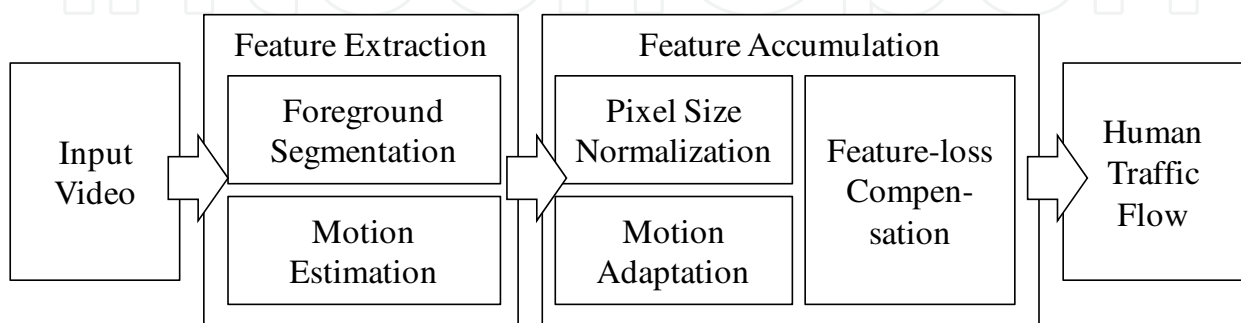 Input
Video
Feature Extraction
Foreground
Segmentation
Motion
Estimation
Feature Accumulation
Pixel Size
Normalization
Motion
Adaptation
Feature-loss
Compen-
sation
Human
Traffic
Flow